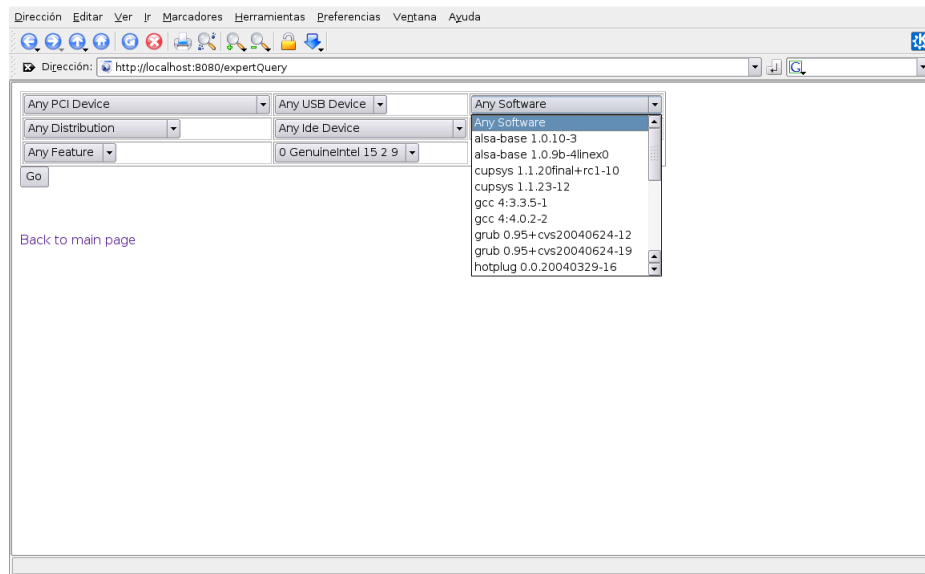 Dirección Editar Ver Ir Marcadores Herramientas Preferencias Ventana Ayuda
Dirección: http://localhost:8080/expertQuery
Any PCI Device Any USB Device Any Software
Any Distribution Any Ide Device Any Software
Any Feature 0 GenuineIntel 15 2 9 alsa-base 1.0.10-3
alsa-base 1.0.9b-4linex0
Go cupsys 1.1.20final+rc1-10
cupsys 1.1.23-12
gcc 4:3.3.5-1
gcc 4:4.0.2-2
Back to main page grub 0.95+cvs20040624-12
grub 0.95+cvs20040624-19
hotplug 0.0.20040329-16